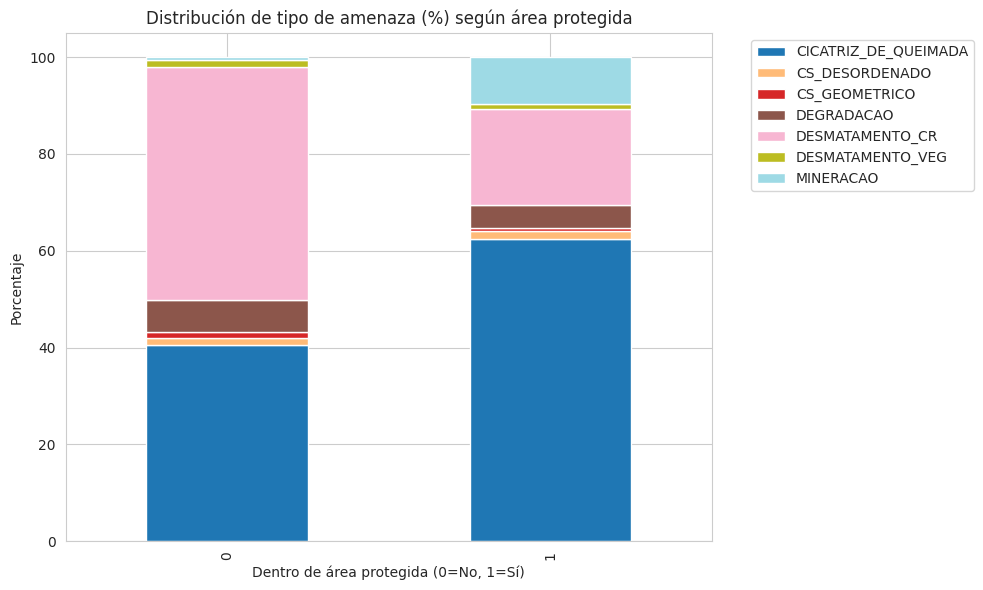 Distribución de tipo de amenaza (%) según área protegida
CICATRIZ_DE_QUEIMADA
CS_DESORDENADO
CS_GEOMETRICO
DEGRADACAO
DESMATAMENTO_CR
DESMATAMENTO_VEG
MINERACAO
Porcentaje
100
80
60
40
20
0
0
1
Dentro de área protegida (0=No, 1=Sí)